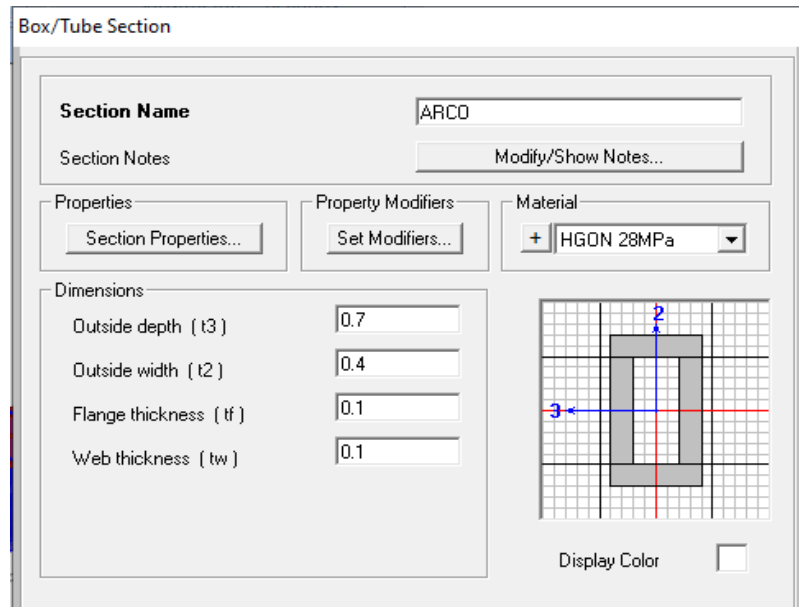 Box/Tube Section
Section Name ARCO
Section Notes Modify/Show Notes...
Properties Property Modifiers Material
Section Properties... Set Modifiers... + HGON 28MPa
Dimensions
Outside depth ( t3 ) 0.7
Outside width ( t2 ) 0.4
Flange thickness ( tf ) 0.1
Web thickness ( tw ) 0.1
2
3
Display Color